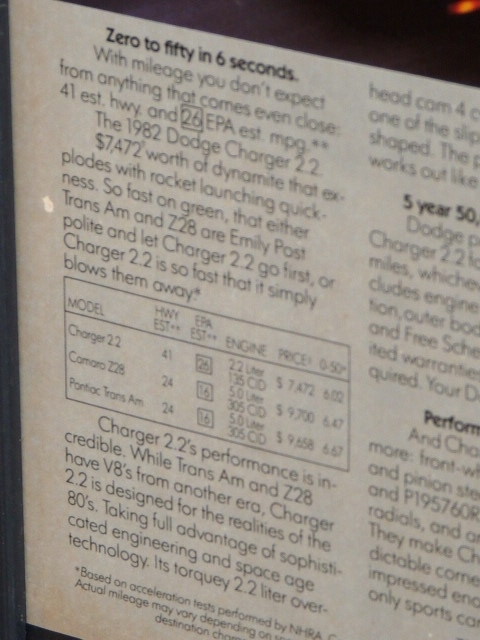 Zero to fifty in 6 seconds.
With mileage you don't expect
from anything that comes even close:
41 est. hwy. and 26 EPA est. mpg.**
The 1982 Dodge Charger 2.2.
$7,472† worth of dynamite that ex-
plodes with rocket launching quick-
ness. So fast on green, that either
Trans Am and Z28 are Emily Post
polite and let Charger 2.2 go first, or
Charger 2.2 is so fast that it simply
blows them away*
MODEL HWY EST++ EPA EST++ ENGINE PRICE† 0-50*
Charger 2.2 41 26 2.2 Liter 135 CID $ 7,472 6.02
Camaro Z28 24 16 5.0 Liter 305 CID $ 9,700 6.47
Pontiac Trans Am 24 16 5.0 Liter 305 CID $ 9,658 6.67
Charger 2.2's performance is in-
credible. While Trans Am and Z28
have V8's from another era, Charger
2.2 is designed for the realities of the
80's. Taking full advantage of sophisti-
cated engineering and space age
technology. Its torquey 2.2 liter over-
*Based on acceleration tests performed by NHRA
Actual mileage may vary depending on
destination
head cam 4
one of the
shaped. The
works out like
5 year 50,
Dodge
Charger 2.2
miles,
cludes engine
tion, outer
and Free
ited warranties
quired. Your
Perform
And
more: front-
and pinion
and P195760R
radials, and
They make
dictable
impressed
only sports